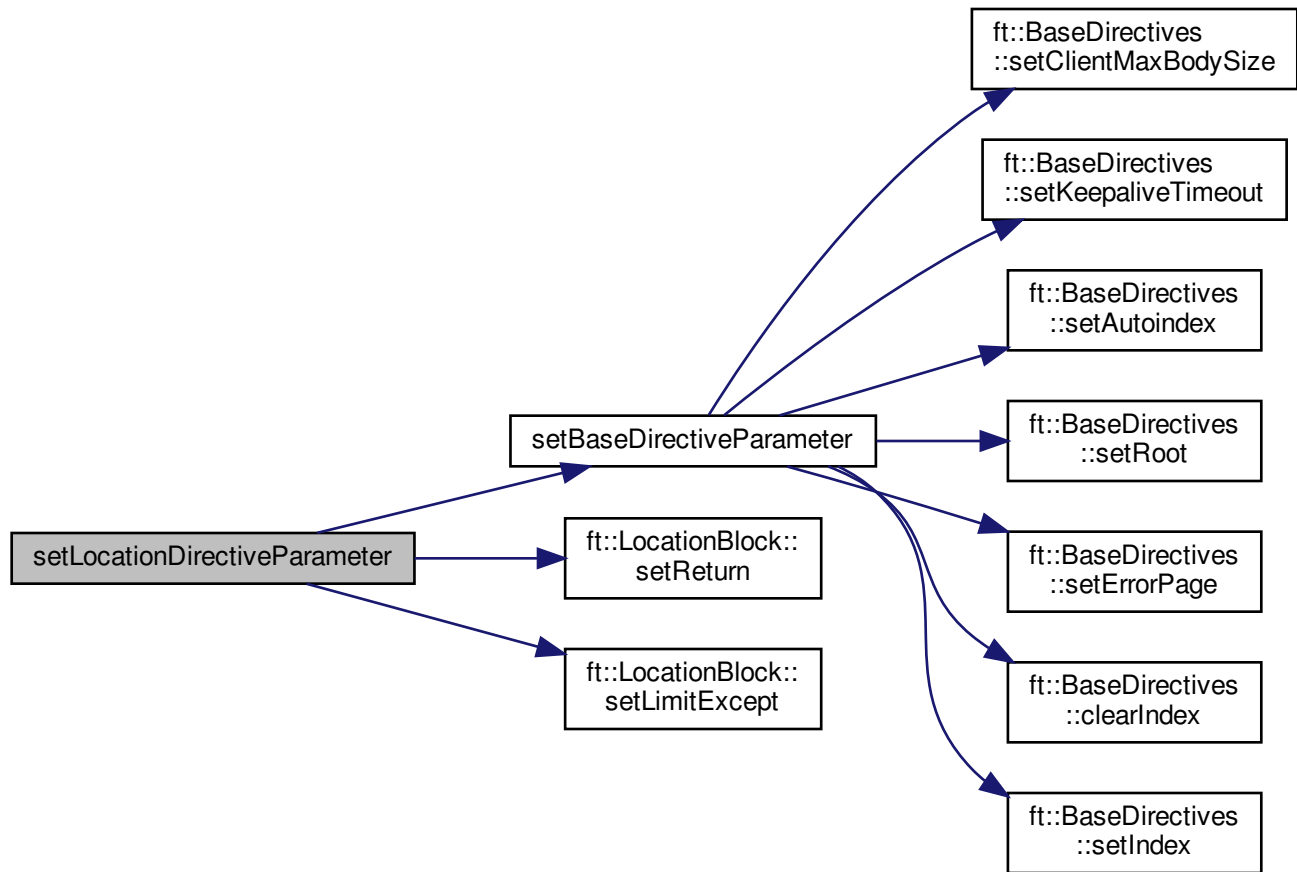 ft::BaseDirectives
::setClientMaxBodySize
ft::BaseDirectives
::setKeepaliveTimeout
ft::BaseDirectives
::setAutoindex
setBaseDirectiveParameter
ft::BaseDirectives
::setRoot
setLocationDirectiveParameter
ft::LocationBlock::
setReturn
ft::BaseDirectives
::setErrorPage
ft::LocationBlock::
setLimitExcept
ft::BaseDirectives
::clearIndex
ft::BaseDirectives
::setIndex